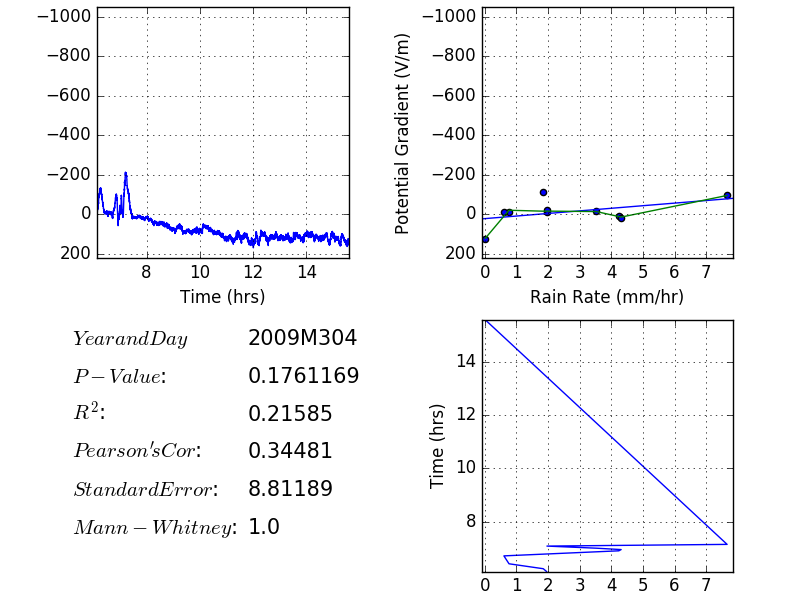 −1000
−800
−600
−400
−200
0
200
8 10 12 14
Time (hrs)
Potential Gradient (V/m)
−1000
−800
−600
−400
−200
0
200
0 1 2 3 4 5 6 7
Rain Rate (mm/hr)
YearandDay 2009M304
P−Value: 0.1761169
R²: 0.21585
Pearson'sCor: 0.34481
StandardError: 8.81189
Mann−Whitney: 1.0
Time (hrs)
14
12
10
8
0 1 2 3 4 5 6 7